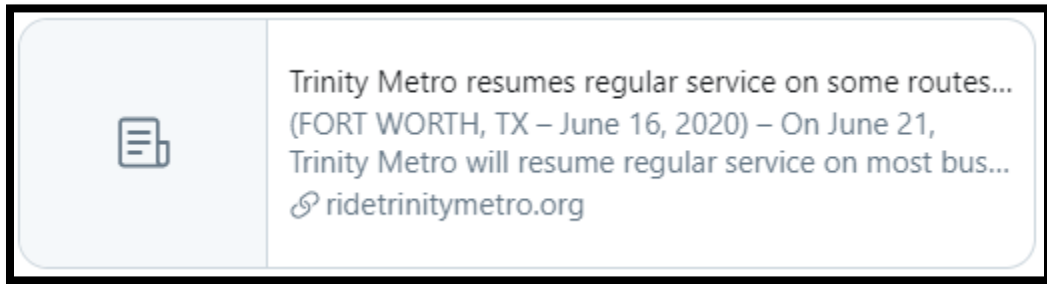 Trinity Metro resumes regular service on some routes...
(FORT WORTH, TX – June 16, 2020) – On June 21,
Trinity Metro will resume regular service on most bus...
ridetrinitymetro.org